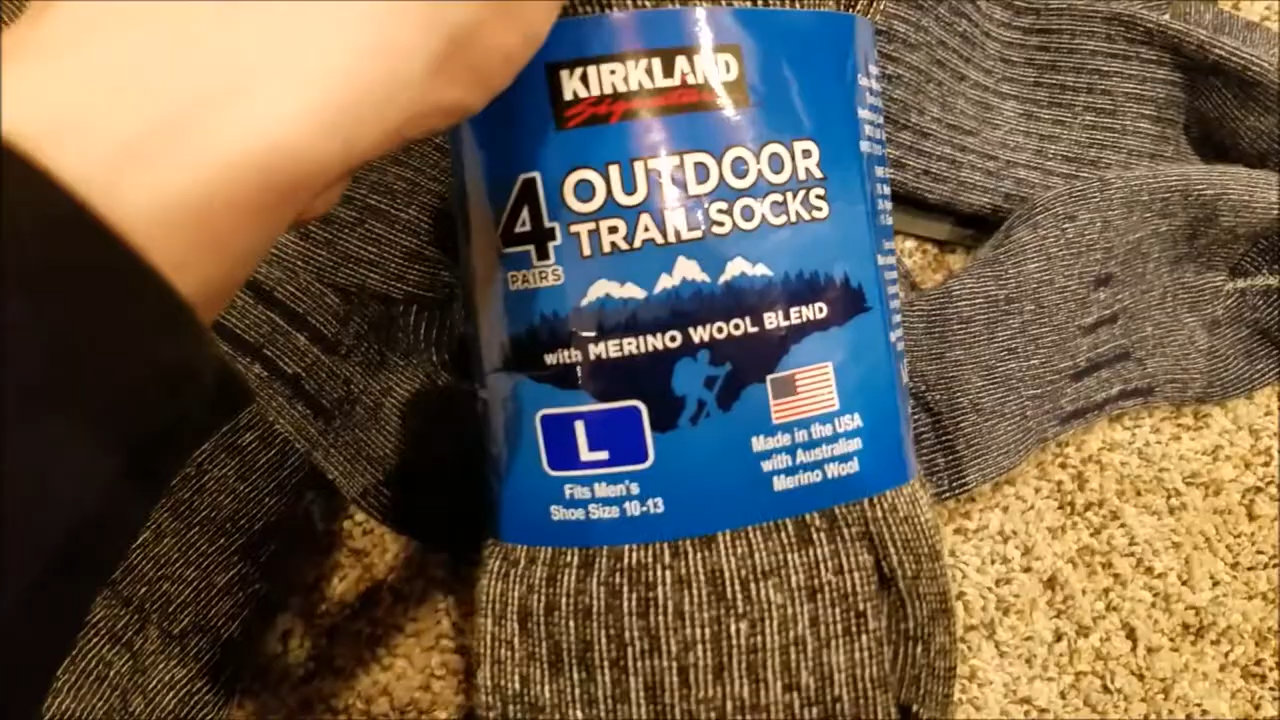 KIRKLAND
Signature
4
PAIRS
OUTDOOR
TRAIL SOCKS
with MERINO WOOL BLEND
L
Fits Men's
Shoe Size 10-13
Made in the USA
with Australian
Merino Wool